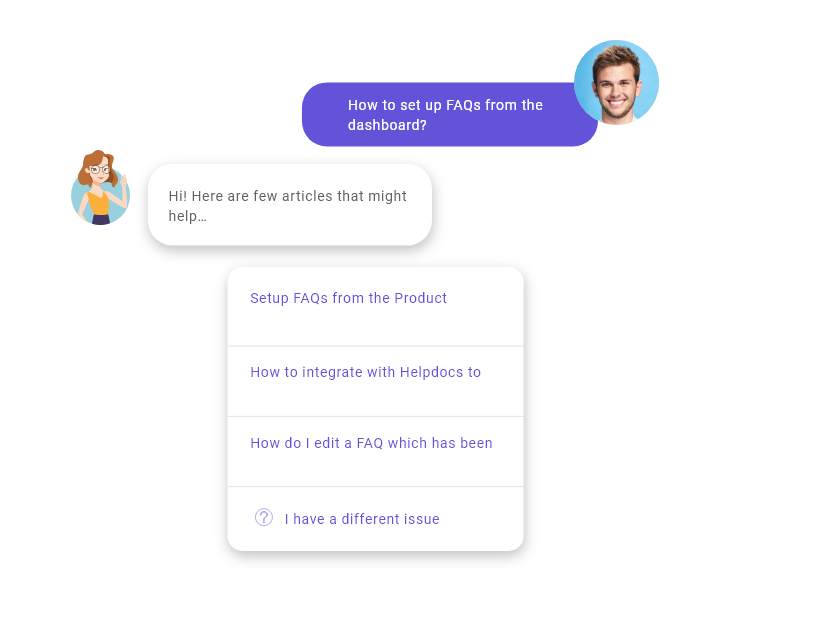 How to set up FAQs from the
dashboard?
Hi! Here are few articles that might
help…
Setup FAQs from the Product
How to integrate with Helpdocs to
How do I edit a FAQ which has been
? I have a different issue